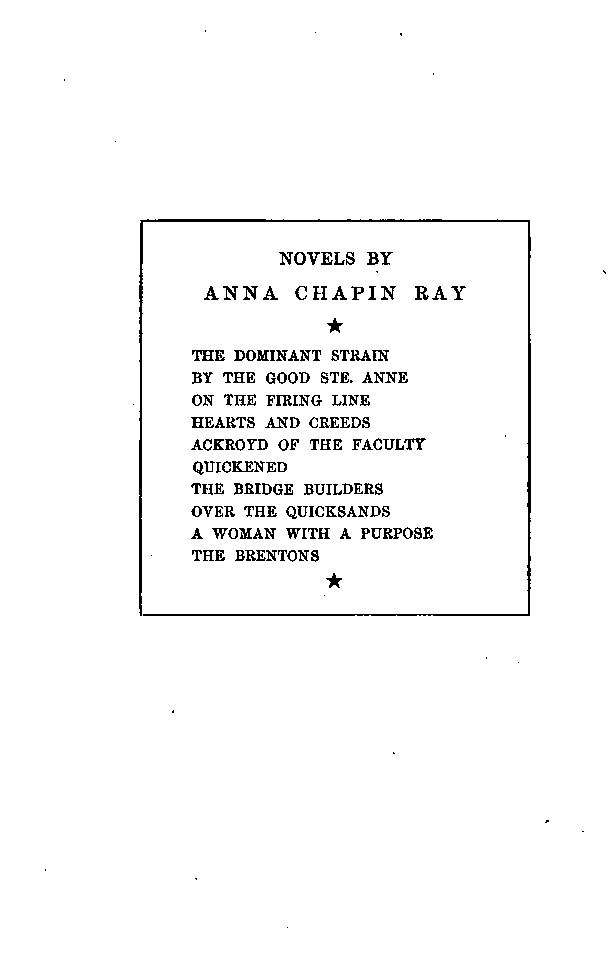 NOVELS BY
ANNA CHAPIN RAY
★
THE DOMINANT STRAIN
BY THE GOOD STE. ANNE
ON THE FIRING LINE
HEARTS AND CREEDS
ACKROYD OF THE FACULTY
QUICKENED
THE BRIDGE BUILDERS
OVER THE QUICKSANDS
A WOMAN WITH A PURPOSE
THE BRENTONS
★